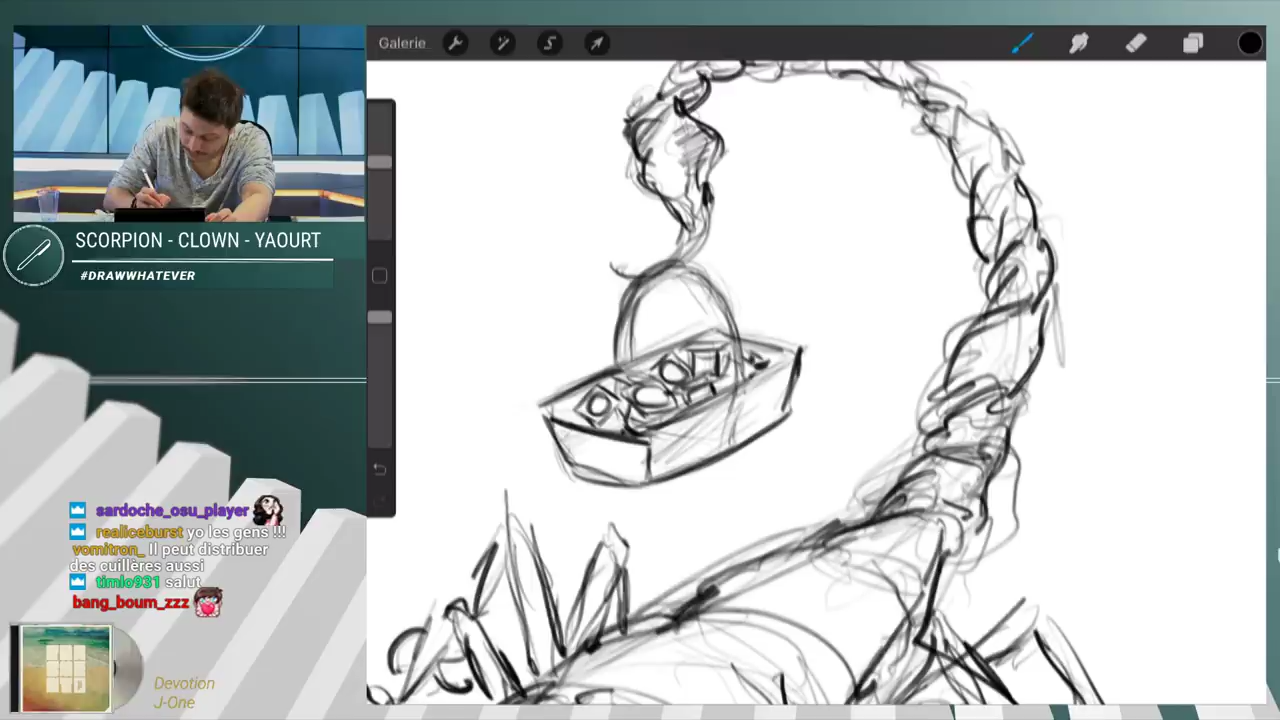 Galerie
SCORPION - CLOWN - YAOURT
#DRAWWHATEVER
sardoche_osu_player
realiceburst yo les gens !!!
vomitron_ Il peut distribuer
des ouillères aussi
timlo931 salut
bang_boum_zzz
Devotion
J-One